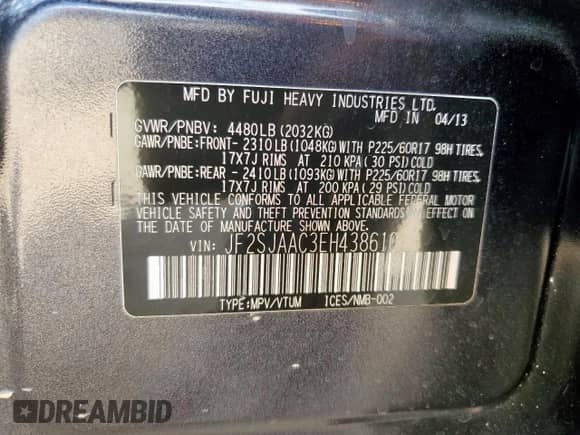 MFD BY FUJI HEAVY INDUSTRIES LTD.
MFD IN 04/13
GVWR/PNBV: 4480LB (2032KG)
GAWR/PNBE:FRONT- 2310LB (1048KG) WITH P225/60R17 98H TIRES,
17X7J RIMS AT 210 KPA (30 PSI) COLD
GAWR/PNBE:REAR - 2410LB (1093KG) WITH P225/60R17 98H TIRES,
17X7J RIMS AT 200 KPA (29 PSI) COLD
THIS VEHICLE CONFORMS TO ALL APPLICABLE FEDERAL MOTOR
VEHICLE SAFETY AND THEFT PREVENTION STANDARDS IN EFFECT ON
THE DATE OF MANUFACTURE SHOWN ABOVE.
VIN: JF2SJAAC3EH438610
TYPE:MPV/VTUM ICES/NMB-002
DREAMBID